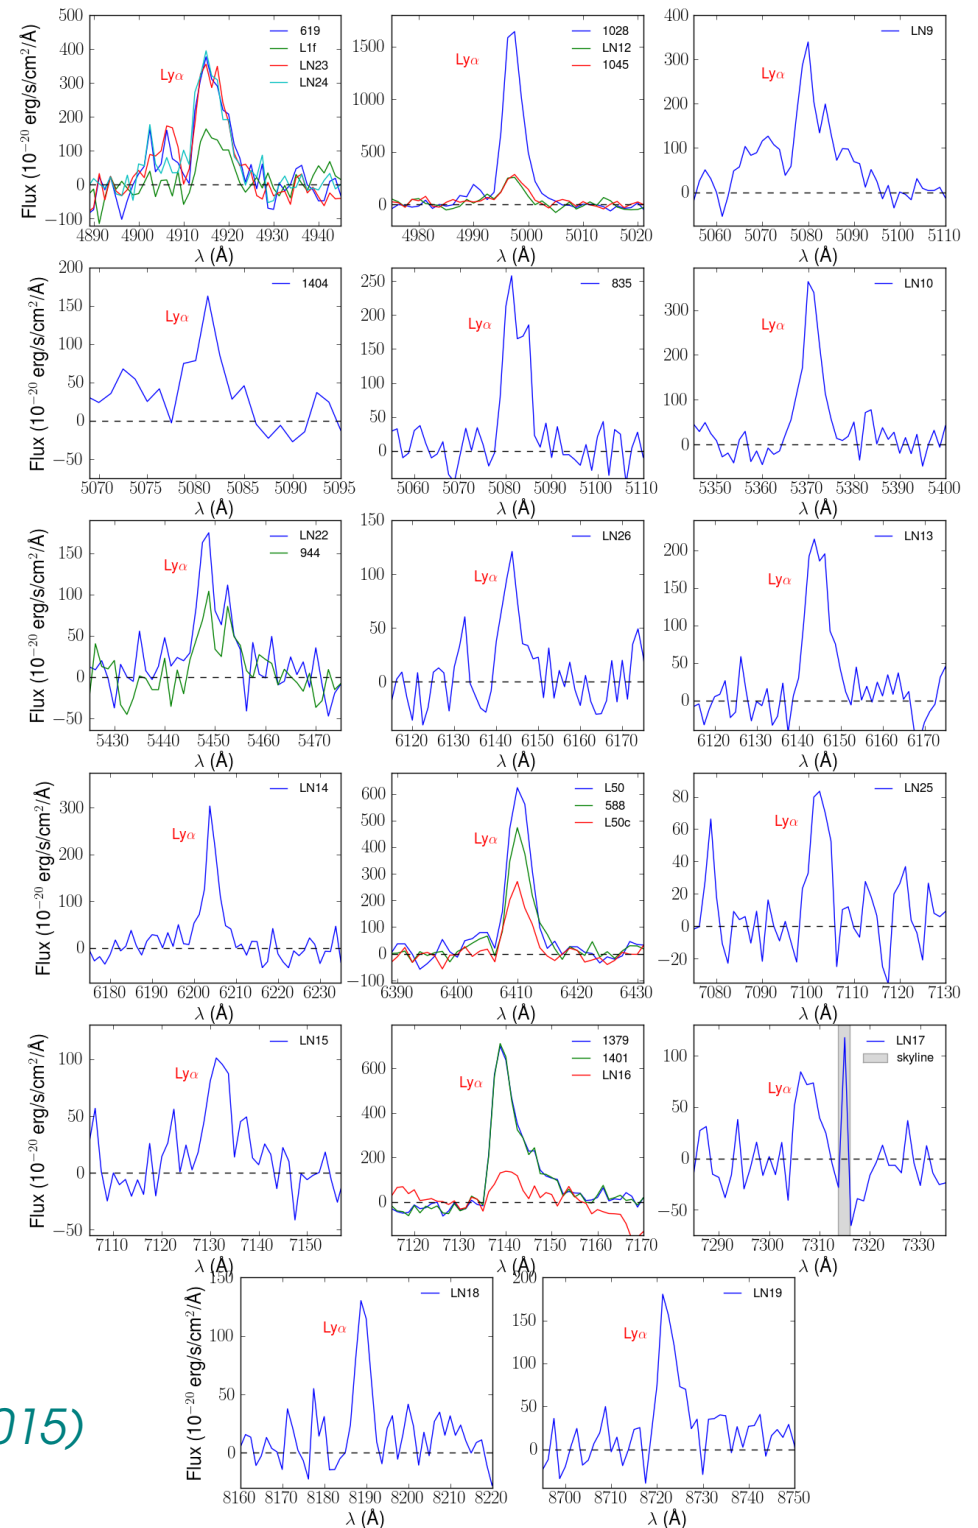 500 400 300 200 100 0 −100
Flux (10⁻²⁰ erg/s/cm²/Å)
Lyα
619
L1f
LN23
LN24
4890 4900 4910 4920 4930 4940
λ (Å)
1500 1000 500 0
Lyα
1028
LN12
1045
4980 4990 5000 5010 5020
λ (Å)
400 300 200 100 0
Lyα
LN9
5060 5070 5080 5090 5100 5110
λ (Å)
200 150 100 50 0 −50
Flux (10⁻²⁰ erg/s/cm²/Å)
Lyα
1404
5070 5075 5081 5085 5091 5095
λ (Å)
250 200 150 100 50 0
Lyα
835
5060 5070 5080 5090 5100 5110
λ (Å)
300 200 100 0
Lyα
LN10
5350 5360 5370 5380 5390 5400
λ (Å)
150 100 50 0 −50
Flux (10⁻²⁰ erg/s/cm²/Å)
Lyα
LN22
944
5430 5440 5450 5460 5470
λ (Å)
150 100 50 0
Lyα
LN26
6120 6130 6140 6150 6160 6170
λ (Å)
200 150 100 50 0
Lyα
LN13
6120 6130 6140 6150 6160 6170
λ (Å)
300 200 100 0
Flux (10⁻²⁰ erg/s/cm²/Å)
Lyα
LN14
6180 6190 6200 6210 6220 6230
λ (Å)
600 500 400 300 200 100 0 −100
Lyα
L50
588
L50c
6390 6400 6410 6420 6430
λ (Å)
80 60 40 20 0 −20
Lyα
LN25
7080 7090 7100 7110 7120 7130
λ (Å)
100 50 0 −50
Flux (10⁻²⁰ erg/s/cm²/Å)
Lyα
LN15
7110 7120 7130 7140 7150
λ (Å)
600 400 200 0
Lyα
1379
1401
LN16
7120 7130 7140 7150 7160 7170
λ (Å)
100 50 0 −50
Lyα
LN17
skyline
7290 7300 7310 7320 7330
λ (Å)
150 100 50 0
Flux (10⁻²⁰ erg/s/cm²/Å)
Lyα
LN18
8160 8170 8180 8190 8200 8210 8220
λ (Å)
200 150 100 50 0
Lyα
LN19
8700 8710 8720 8730 8740 8750
λ (Å)
015)